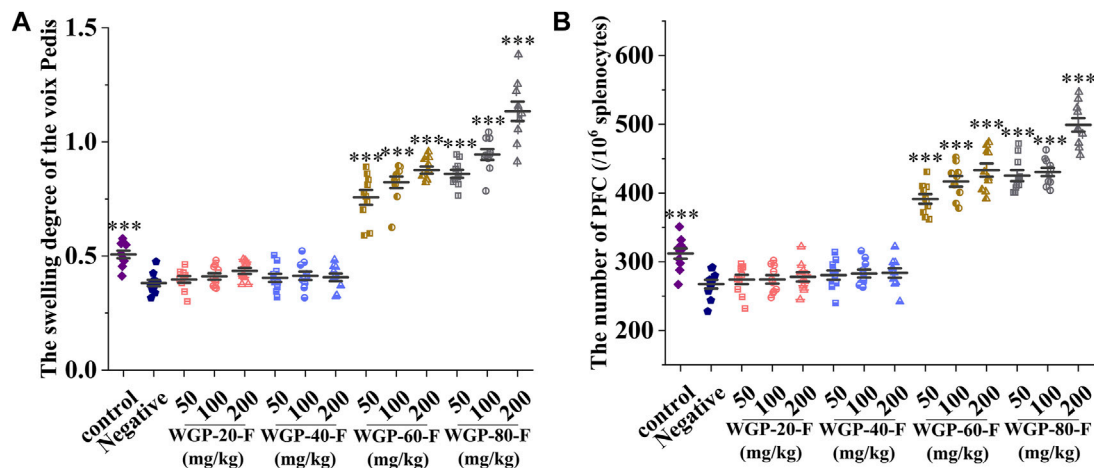 A
The swelling degree of the voix Pedis
1.5
1.0
0.5
0.0
***
***
***
***
***
***
***
control
Negative
50
100
200
50
100
200
50
100
200
50
100
200
WGP-20-F
WGP-40-F
WGP-60-F
WGP-80-F
(mg/kg)
(mg/kg)
(mg/kg)
(mg/kg)
B
The number of PFC (/10⁶ splenocytes)
600
500
400
300
200
***
***
***
***
***
***
***
control
Negative
50
100
200
50
100
200
50
100
200
50
100
200
WGP-20-F
WGP-40-F
WGP-60-F
WGP-80-F
(mg/kg)
(mg/kg)
(mg/kg)
(mg/kg)